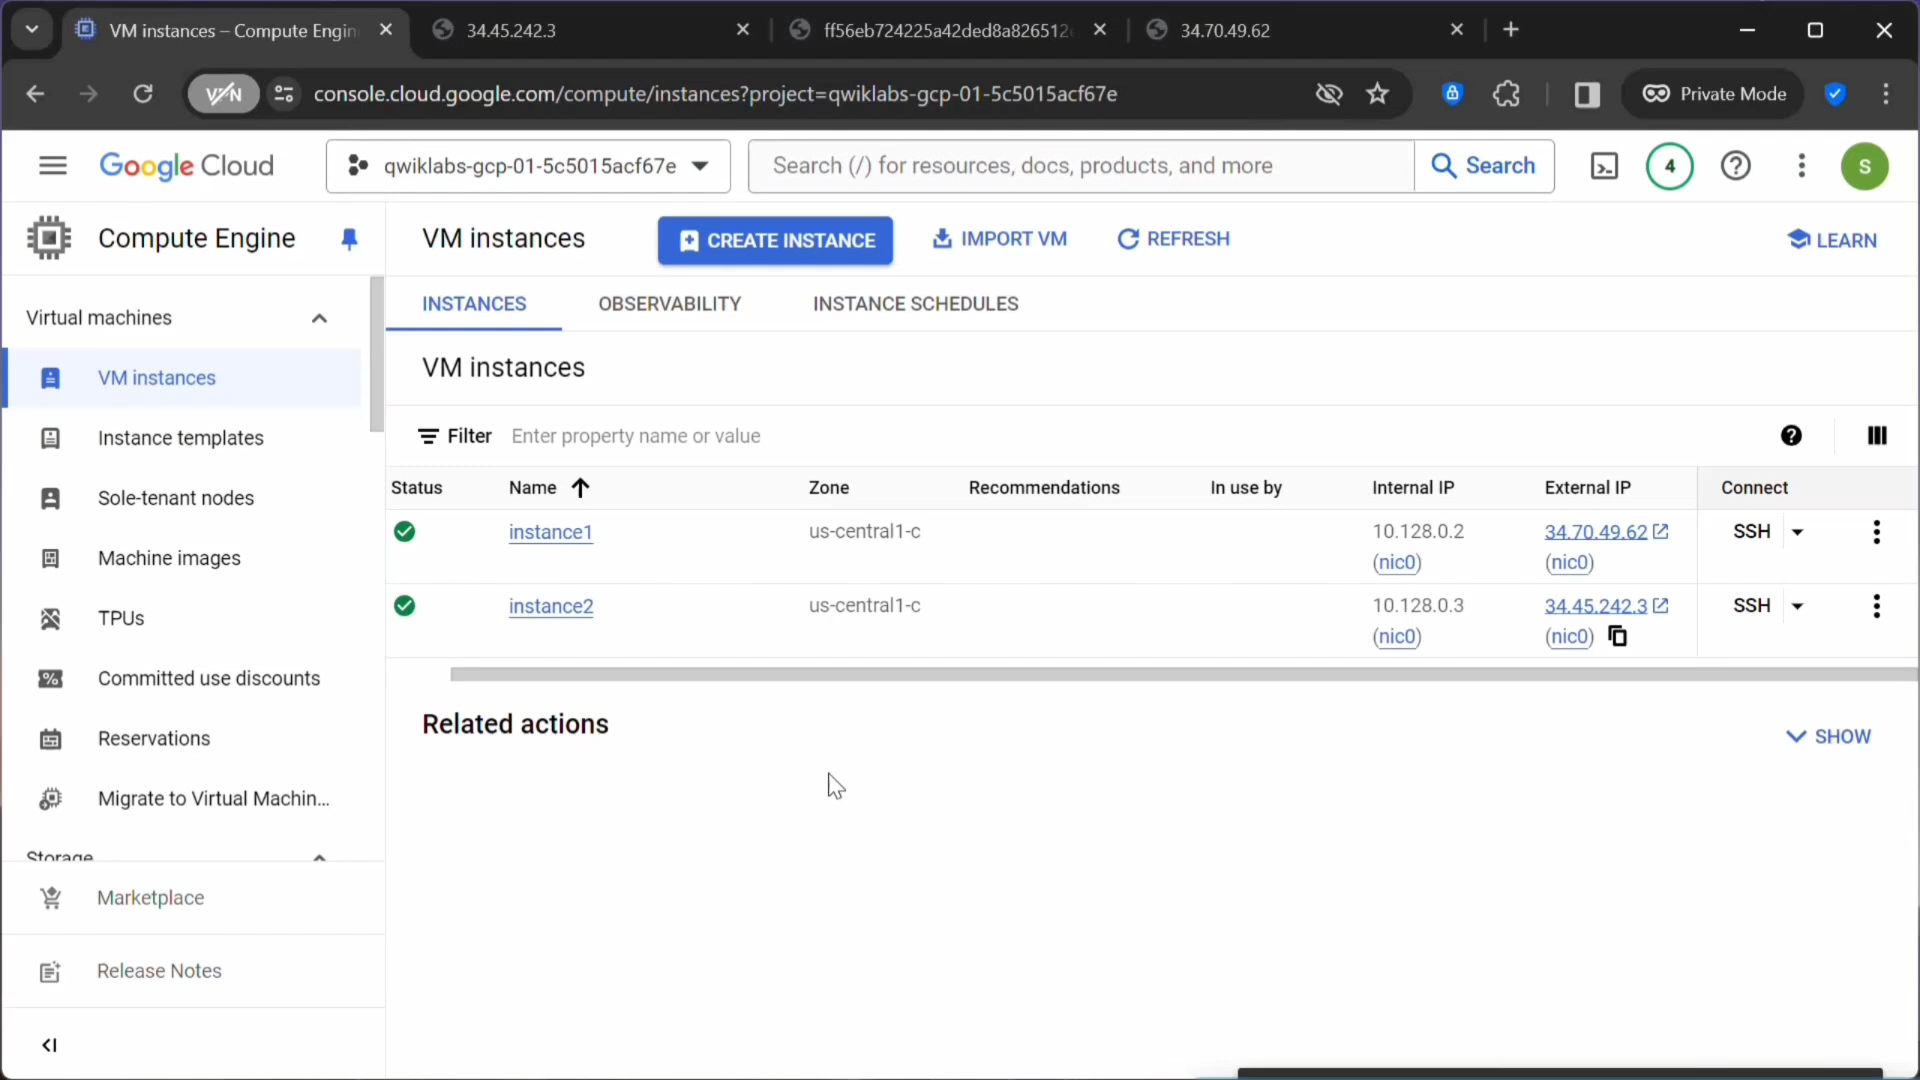 VM instances – Compute Engin
34.45.242.3
ff56eb724225a42ded8a826512
34.70.49.62
VPN
console.cloud.google.com/compute/instances?project=qwiklabs-gcp-01-5c5015acf67e
Private Mode
Google Cloud
qwiklabs-gcp-01-5c5015acf67e
Search (/) for resources, docs, products, and more
Search
4
S
Compute Engine
VM instances
CREATE INSTANCE
IMPORT VM
REFRESH
LEARN
Virtual machines
VM instances
Instance templates
Sole-tenant nodes
Machine images
TPUs
Committed use discounts
Reservations
Migrate to Virtual Machin...
Storage
Marketplace
Release Notes
INSTANCES
OBSERVABILITY
INSTANCE SCHEDULES
VM instances
Filter
Enter property name or value
Status
Name
Zone
Recommendations
In use by
Internal IP
External IP
Connect
instance1
us-central1-c
10.128.0.2
(nic0)
34.70.49.62
(nic0)
SSH
instance2
us-central1-c
10.128.0.3
(nic0)
34.45.242.3
(nic0)
SSH
Related actions
SHOW